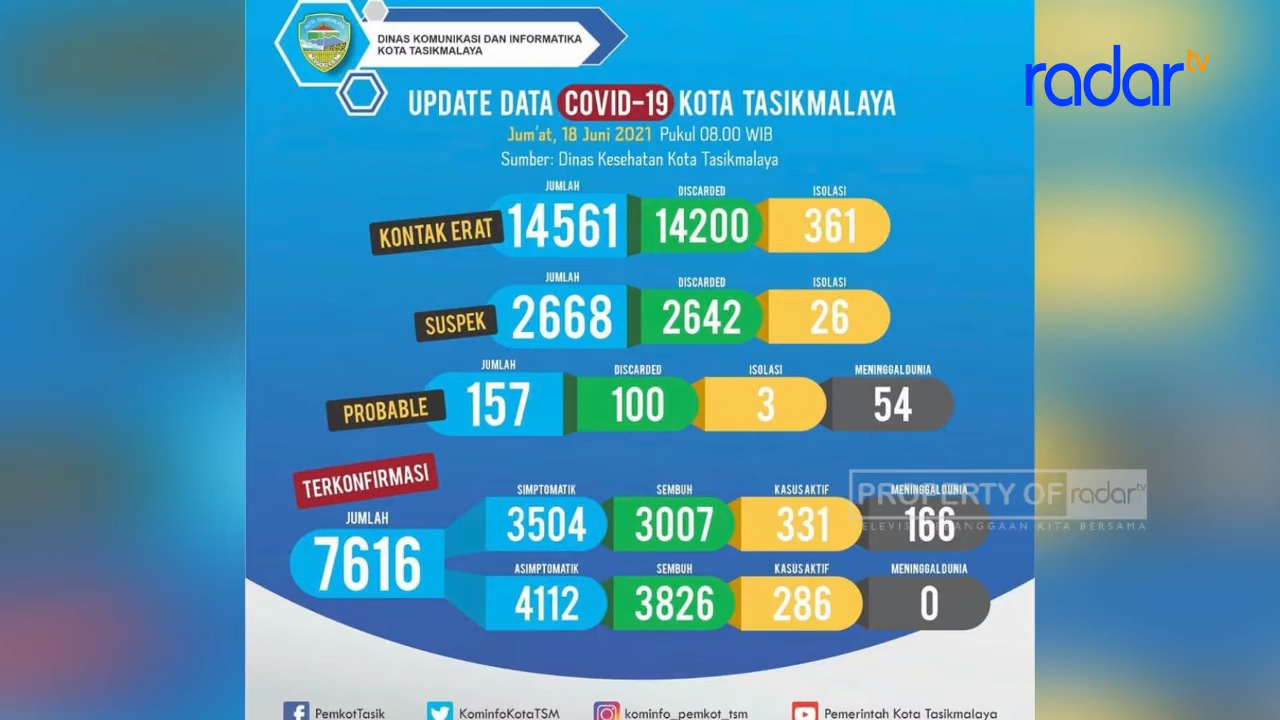 DINAS KOMUNIKASI DAN INFORMATIKA
KOTA TASIKMALAYA
radar tv
UPDATE DATA COVID-19 KOTA TASIKMALAYA
Jum'at, 18 Juni 2021 Pukul 08.00 WIB
Sumber: Dinas Kesehatan Kota Tasikmalaya
JUMLAH DISCARDED ISOLASI
KONTAK ERAT 14561 14200 361
JUMLAH DISCARDED ISOLASI
SUSPEK 2668 2642 26
JUMLAH DISCARDED ISOLASI MENINGGAL DUNIA
PROBABLE 157 100 3 54
TERKONFIRMASI
JUMLAH
7616
SIMPTOMATIK SEMBUH KASUS AKTIF MENINGGAL DUNIA
3504 3007 331 166
PROPERTY OF radar tv
KITA BERSAMA
ASIMPTOMATIK SEMBUH KASUS AKTIF MENINGGAL DUNIA
4112 3826 286 0
PemkotTasik KominfoKotaTSM kominfo_pemkot_tsm Pemerintah Kota Tasikmalaya